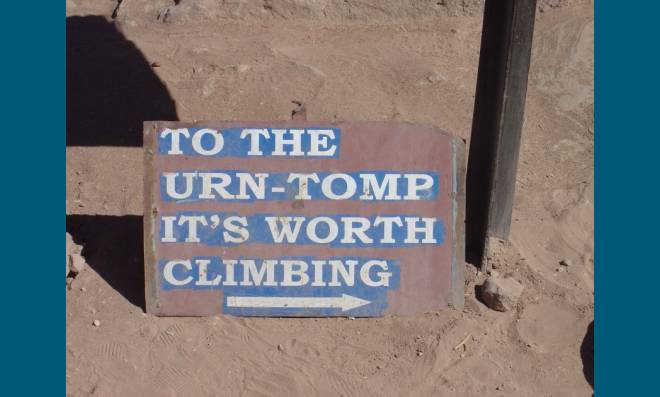 TO THE
URN-TOMP
IT'S WORTH
CLIMBING